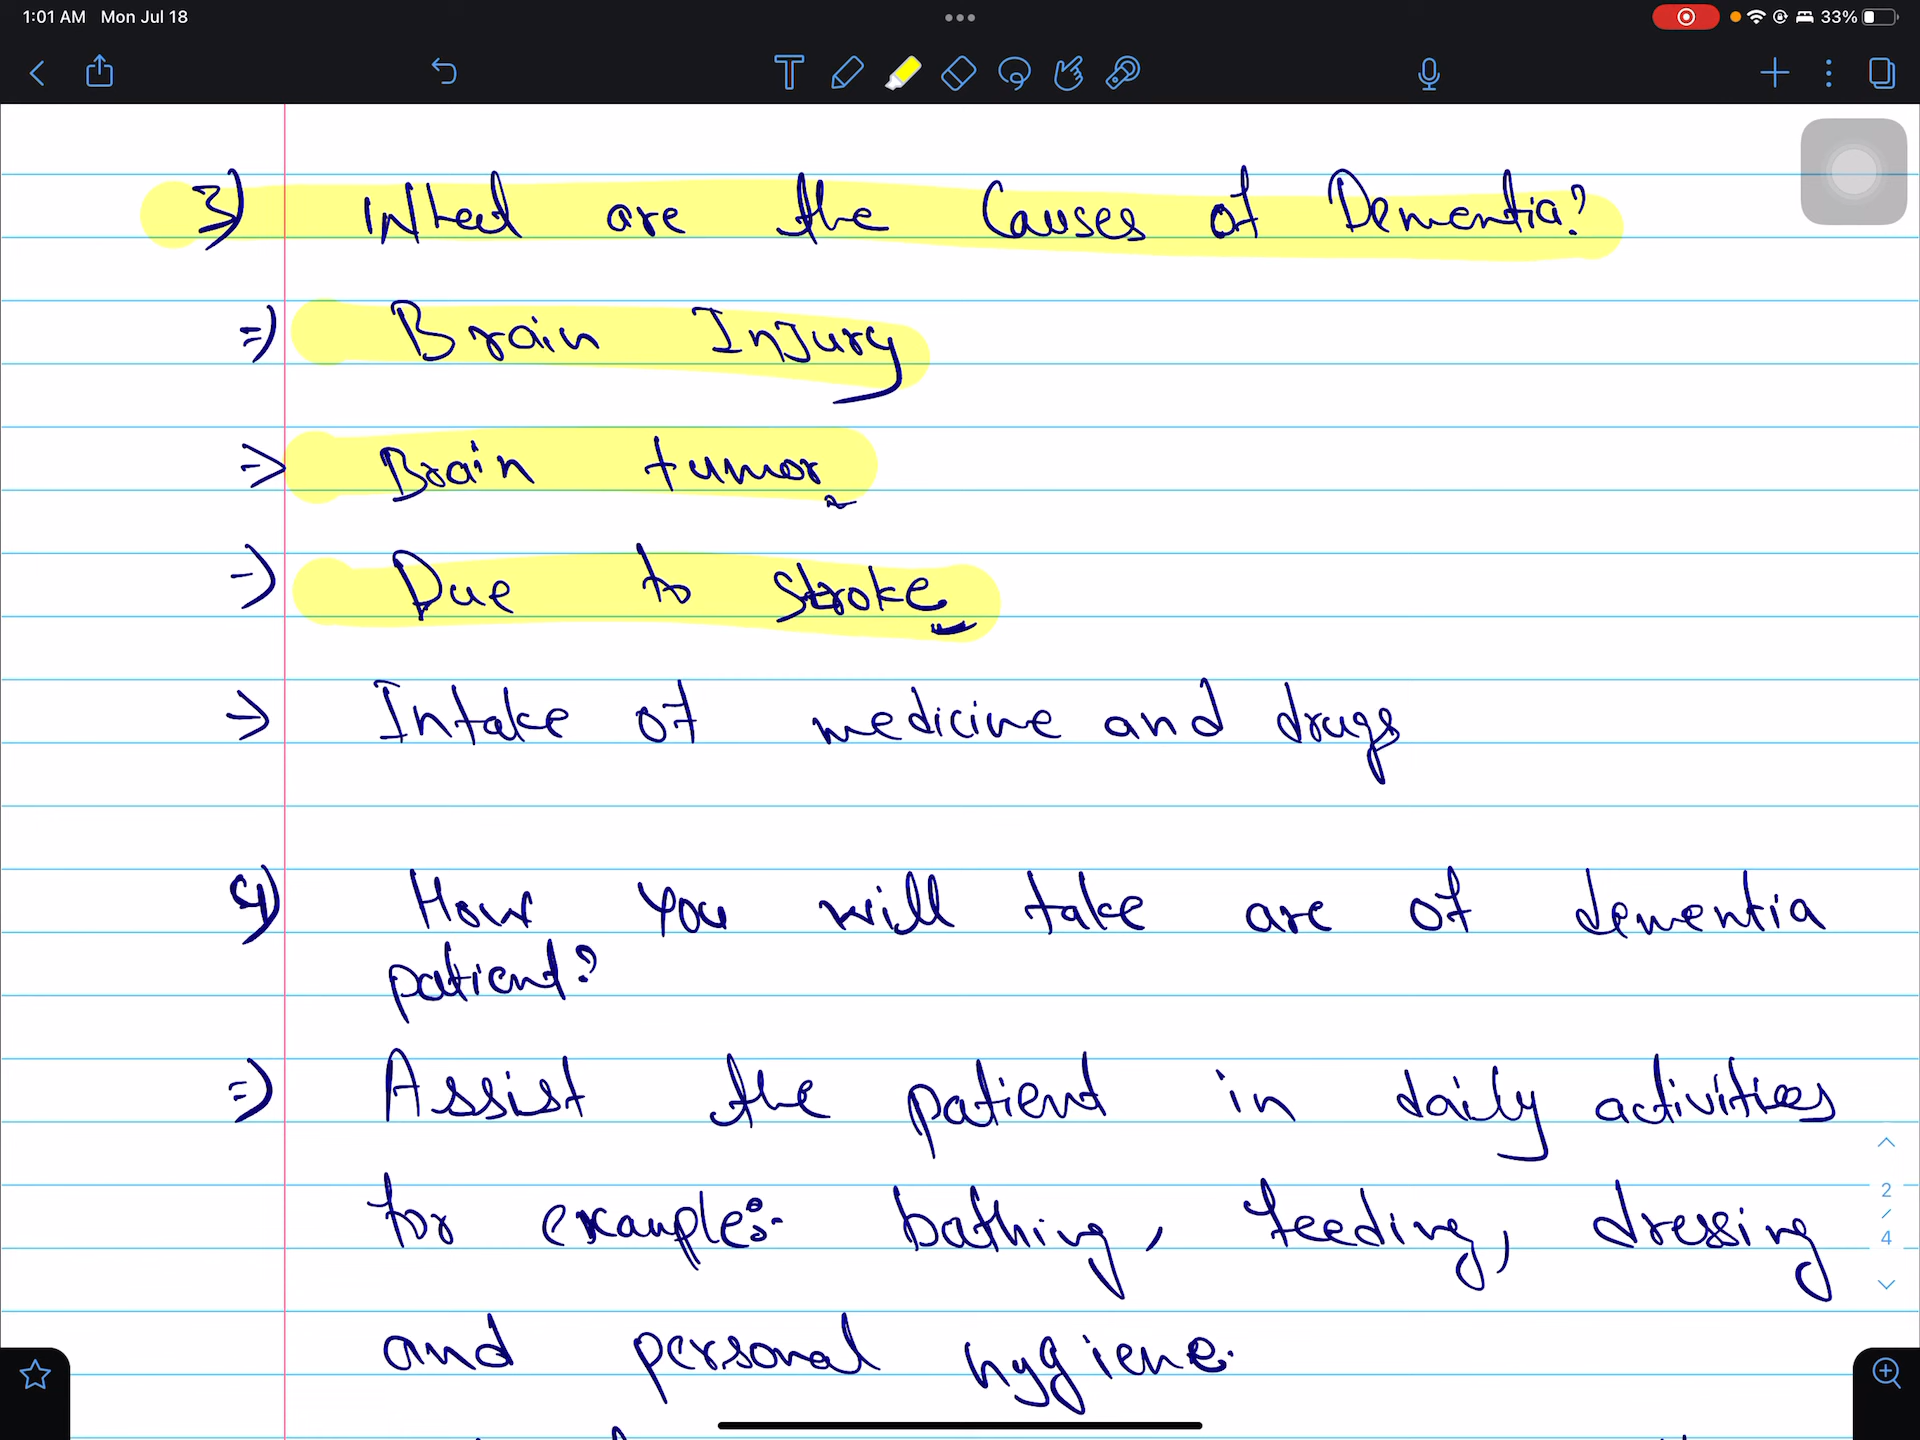 1:01 AM Mon Jul 18
33%
3) What are the Causes of Dementia?
=) Brain Injury
=> Brain tumor
-) Due to stroke
-> Intake of medicine and drugs
4) How you will take are of dementia
patient?
=) Assist the patient in daily activities
for example:- bathing, feeding, dressing
and personal hygiene.
2
/
4